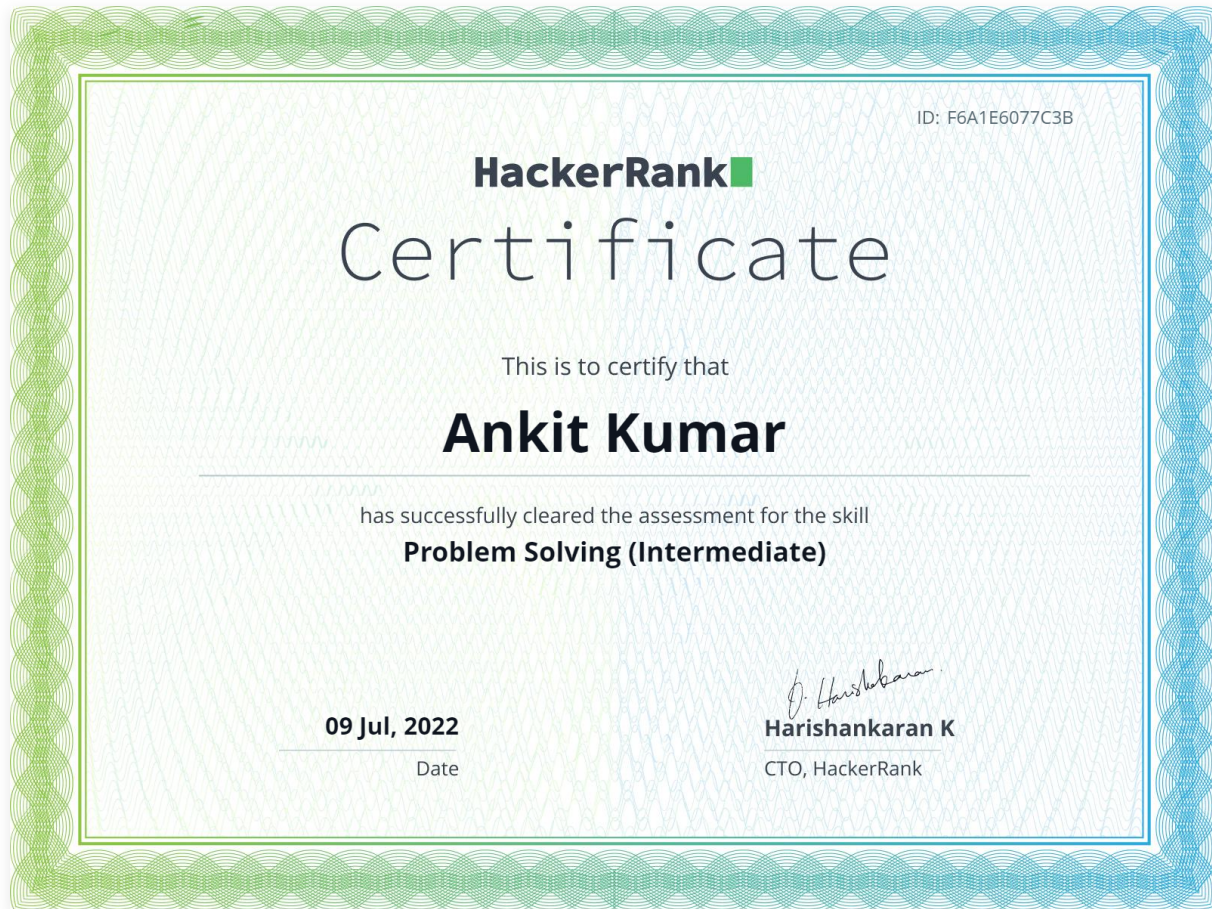 ID: F6A1E6077C3B
HackerRank
Certificate
This is to certify that
Ankit Kumar
has successfully cleared the assessment for the skill
Problem Solving (Intermediate)
09 Jul, 2022
Date
Harishankaran K
CTO, HackerRank